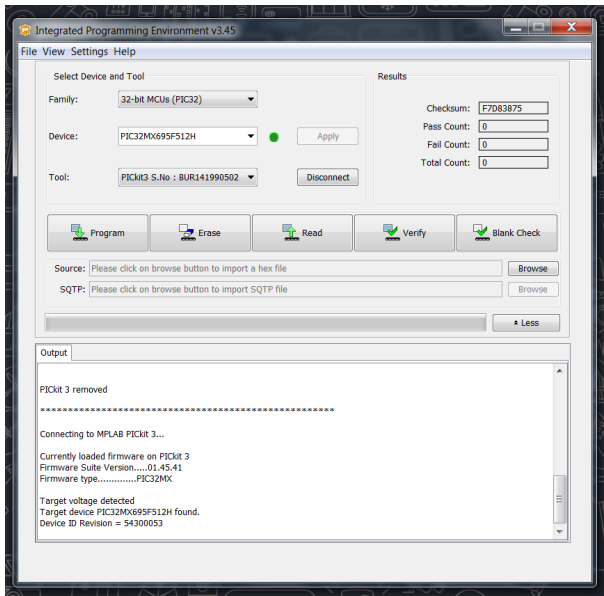 Integrated Programming Environment v3.45
File View Settings Help
Select Device and Tool
Results
Family:
32-bit MCUs (PIC32)
Checksum: F7D83875
Pass Count: 0
Device:
PIC32MX695F512H
Apply
Fail Count: 0
Total Count: 0
Tool:
PICkit3 S.No : BUR141990502
Disconnect
Program
Erase
Read
Verify
Blank Check
Source: Please click on browse button to import a hex file
Browse
SQTP: Please click on browse button to import SQTP file
Browse
Less
Output
PICkit 3 removed
*****************************************************
Connecting to MPLAB PICkit 3...
Currently loaded firmware on PICkit 3
Firmware Suite Version.....01.45.41
Firmware type..............PIC32MX
Target voltage detected
Target device PIC32MX695F512H found.
Device ID Revision = 54300053